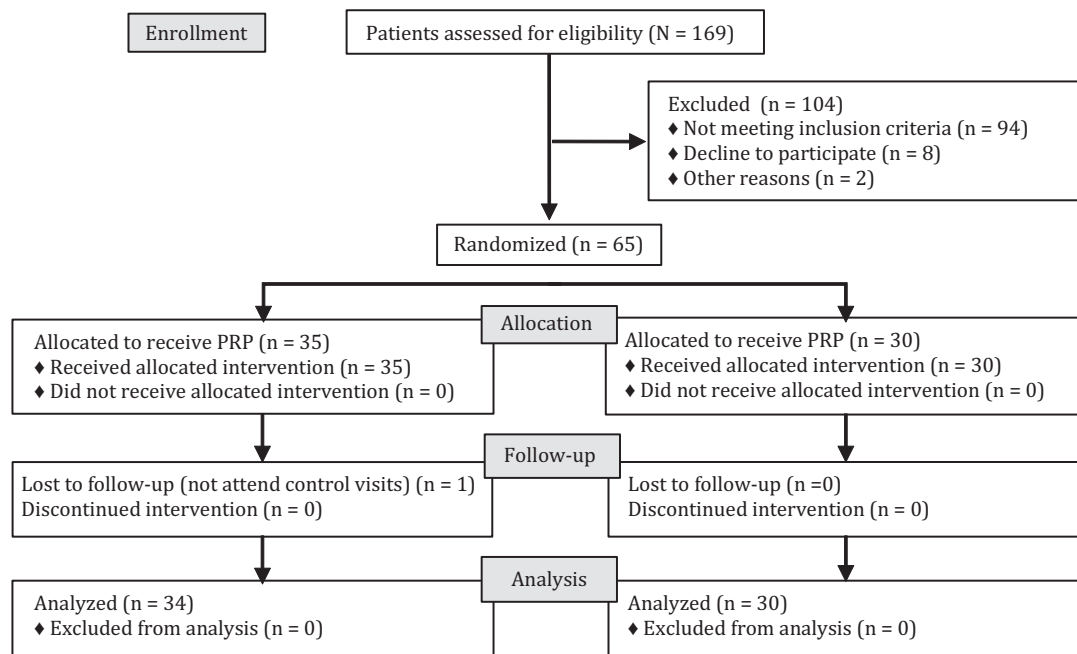 Enrollment
Patients assessed for eligibility (N = 169)
Excluded (n = 104)
♦ Not meeting inclusion criteria (n = 94)
♦ Decline to participate (n = 8)
♦ Other reasons (n = 2)
Randomized (n = 65)
Allocation
Allocated to receive PRP (n = 35)
♦ Received allocated intervention (n = 35)
♦ Did not receive allocated intervention (n = 0)
Allocated to receive PRP (n = 30)
♦ Received allocated intervention (n = 30)
♦ Did not receive allocated intervention (n = 0)
Follow-up
Lost to follow-up (not attend control visits) (n = 1)
Discontinued intervention (n = 0)
Lost to follow-up (n =0)
Discontinued intervention (n = 0)
Analysis
Analyzed (n = 34)
♦ Excluded from analysis (n = 0)
Analyzed (n = 30)
♦ Excluded from analysis (n = 0)